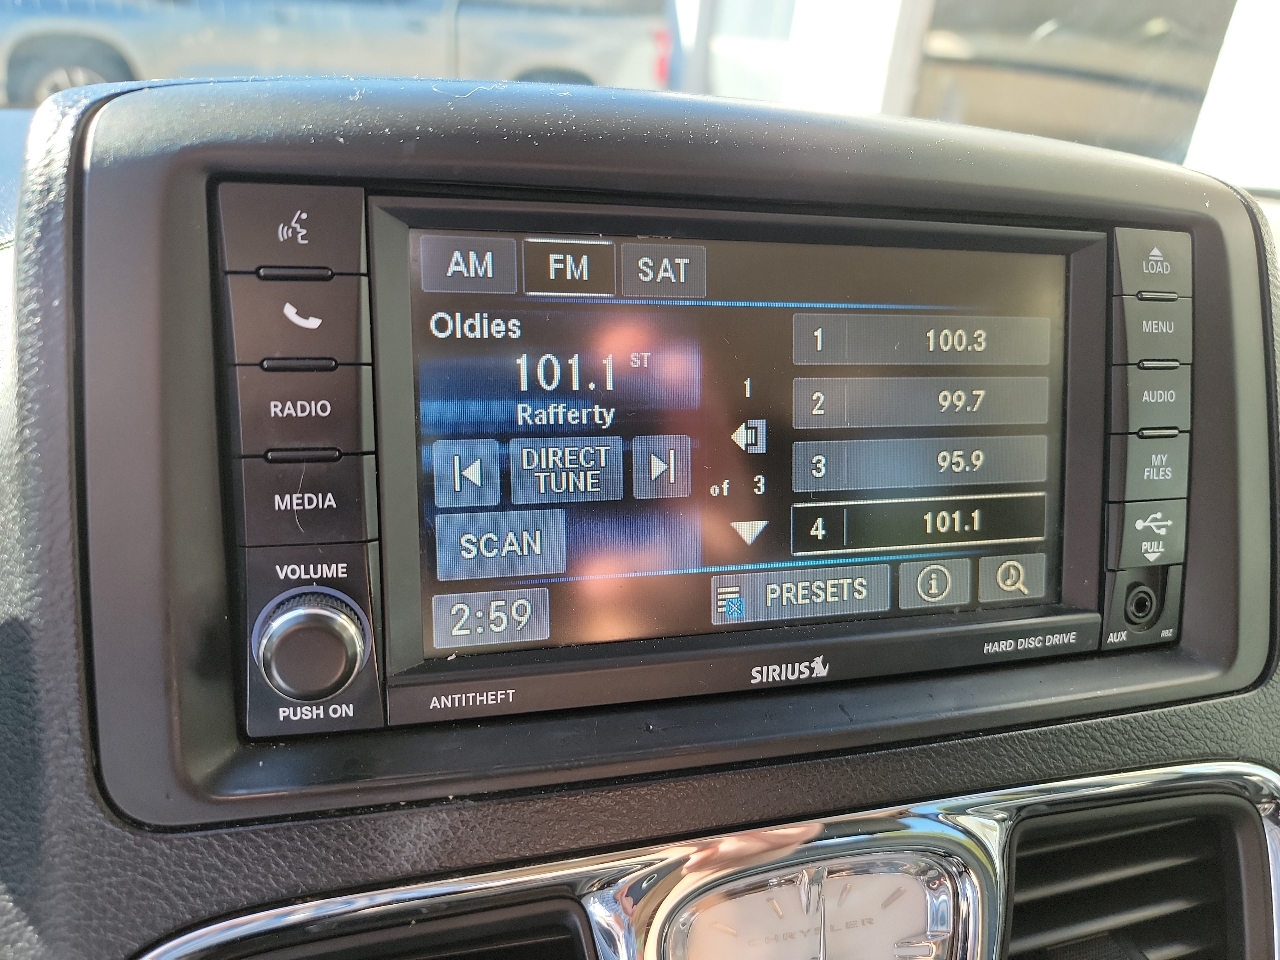 AM FM SAT
Oldies
101.1 ST
Rafferty
DIRECT
TUNE
SCAN
2:59
1
of 3
1 100.3
2 99.7
3 95.9
4 101.1
PRESETS
RADIO
MEDIA
VOLUME
PUSH ON
LOAD
MENU
AUDIO
MY
FILES
PULL
AUX RBZ
ANTITHEFT
SIRIUS
HARD DISC DRIVE
CHRYSLER